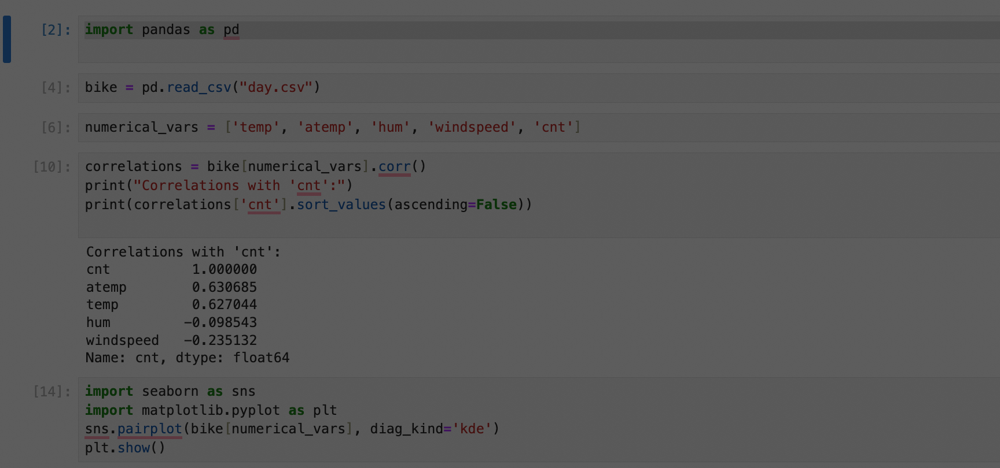 [2]: import pandas as pd
[4]: bike = pd.read_csv("day.csv")
[6]: numerical_vars = ['temp', 'atemp', 'hum', 'windspeed', 'cnt']
[10]: correlations = bike[numerical_vars].corr()
print("Correlations with 'cnt':")
print(correlations['cnt'].sort_values(ascending=False))
Correlations with 'cnt':
cnt          1.000000
atemp        0.630685
temp         0.627044
hum         -0.098543
windspeed   -0.235132
Name: cnt, dtype: float64
[14]: import seaborn as sns
import matplotlib.pyplot as plt
sns.pairplot(bike[numerical_vars], diag_kind='kde')
plt.show()